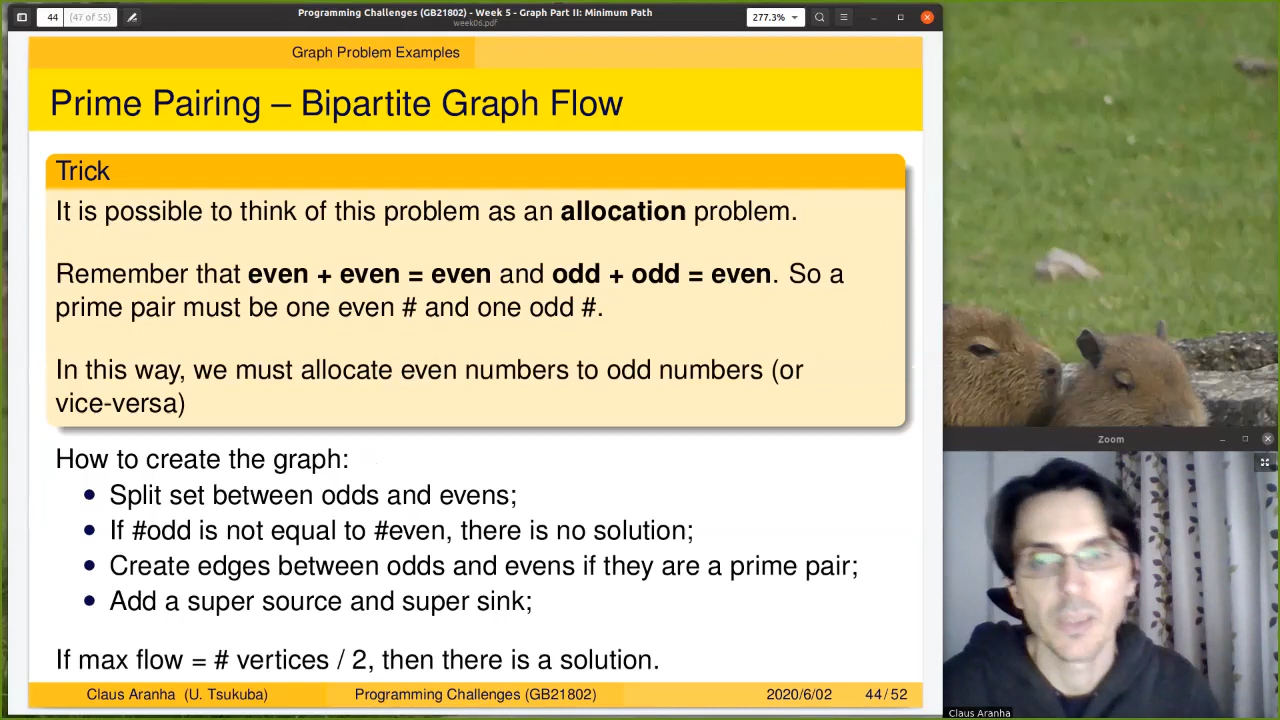 44
(47 of 55)
Programming Challenges (GB21802) - Week 5 - Graph Part II: Minimum Path
week06.pdf
277.3%
Graph Problem Examples
Prime Pairing – Bipartite Graph Flow
Trick
It is possible to think of this problem as an allocation problem.
Remember that even + even = even and odd + odd = even. So a
prime pair must be one even # and one odd #.
In this way, we must allocate even numbers to odd numbers (or
vice-versa)
How to create the graph:
• Split set between odds and evens;
• If #odd is not equal to #even, there is no solution;
• Create edges between odds and evens if they are a prime pair;
• Add a super source and super sink;
If max flow = # vertices / 2, then there is a solution.
Claus Aranha (U. Tsukuba)
Programming Challenges (GB21802)
2020/6/02
44/52
Zoom
Claus Aranha